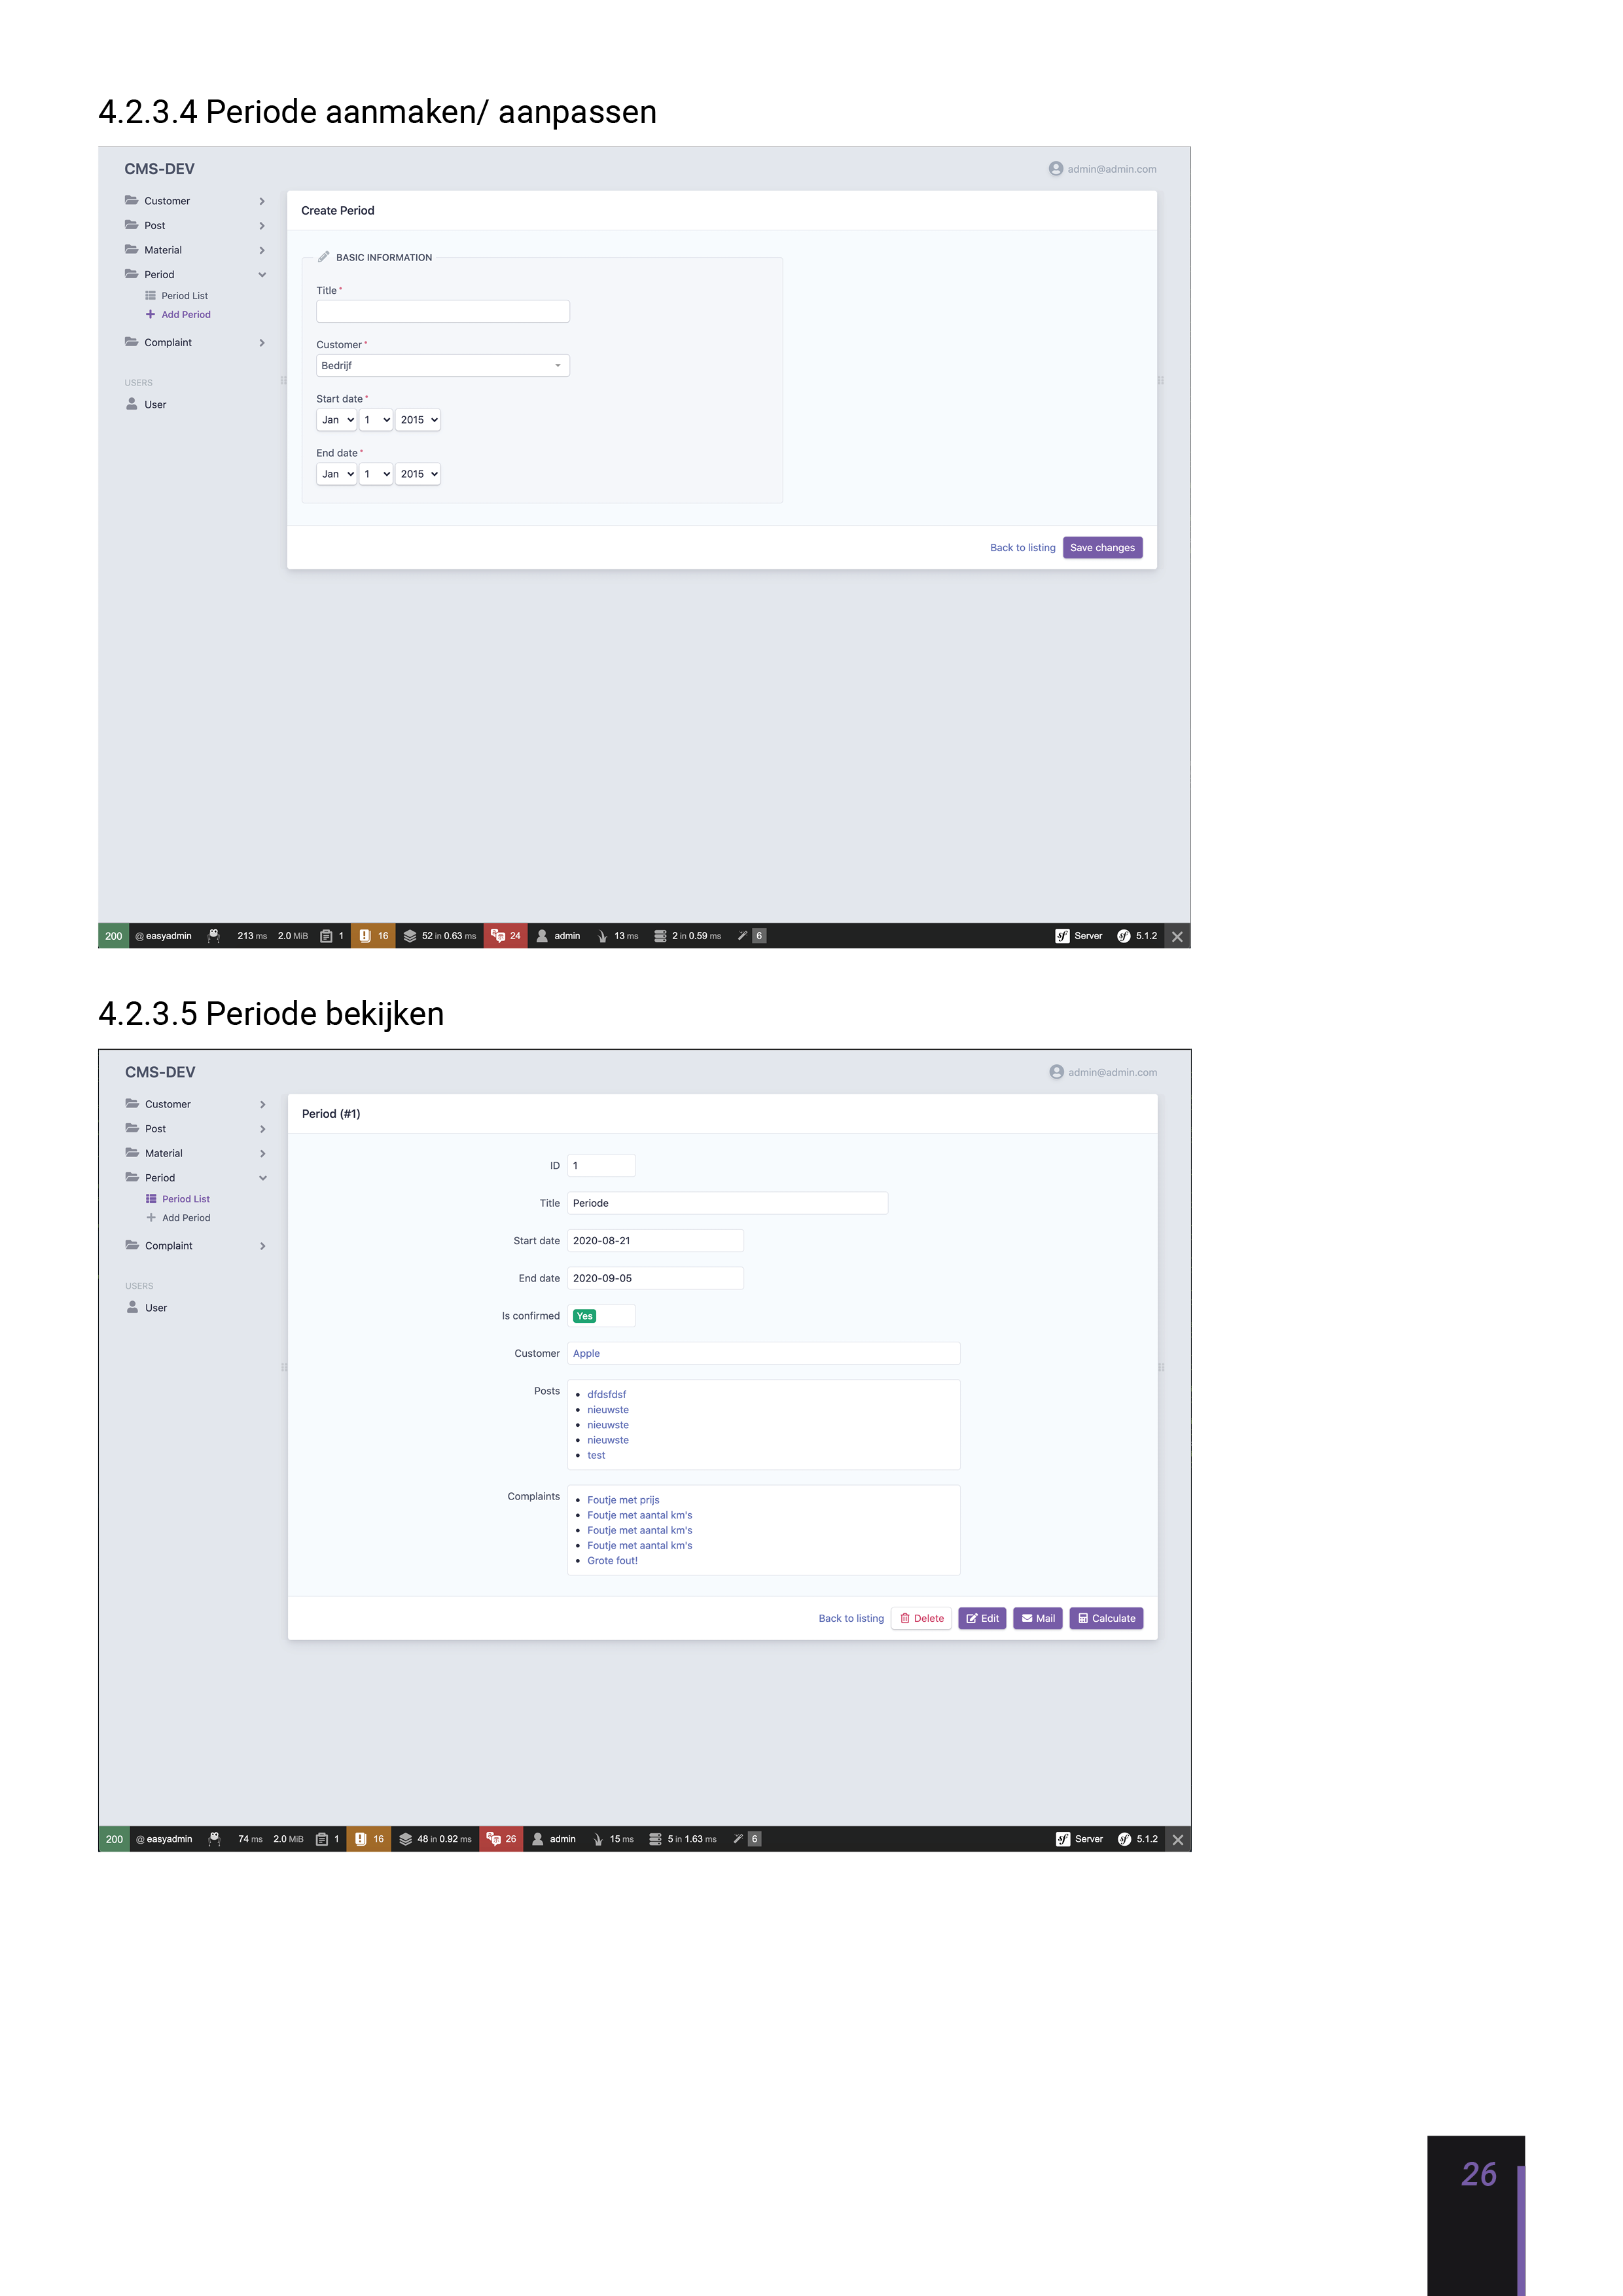 4.2.3.4 Periode aanmaken/ aanpassen
CMS-DEV
admin@admin.com
Customer
Post
Material
Period
Period List
Add Period
Complaint
USERS
User
Create Period
BASIC INFORMATION
Title *
Customer *
Bedrijf
Start date *
Jan 1 2015
End date *
Jan 1 2015
Back to listing Save changes
200 @ easyadmin 213 ms 2.0 MiB 1 16 52 in 0.63 ms 24 admin 13 ms 2 in 0.59 ms 6 Server 5.1.2
4.2.3.5 Periode bekijken
CMS-DEV
admin@admin.com
Customer
Post
Material
Period
Period List
Add Period
Complaint
USERS
User
Period (#1)
ID 1
Title Periode
Start date 2020-08-21
End date 2020-09-05
Is confirmed Yes
Customer Apple
Posts
• dfdsfdsf
• nieuwste
• nieuwste
• nieuwste
• test
Complaints
• Foutje met prijs
• Foutje met aantal km's
• Foutje met aantal km's
• Foutje met aantal km's
• Grote fout!
Back to listing Delete Edit Mail Calculate
200 @ easyadmin 74 ms 2.0 MiB 1 16 48 in 0.92 ms 26 admin 15 ms 5 in 1.63 ms 6 Server 5.1.2
26